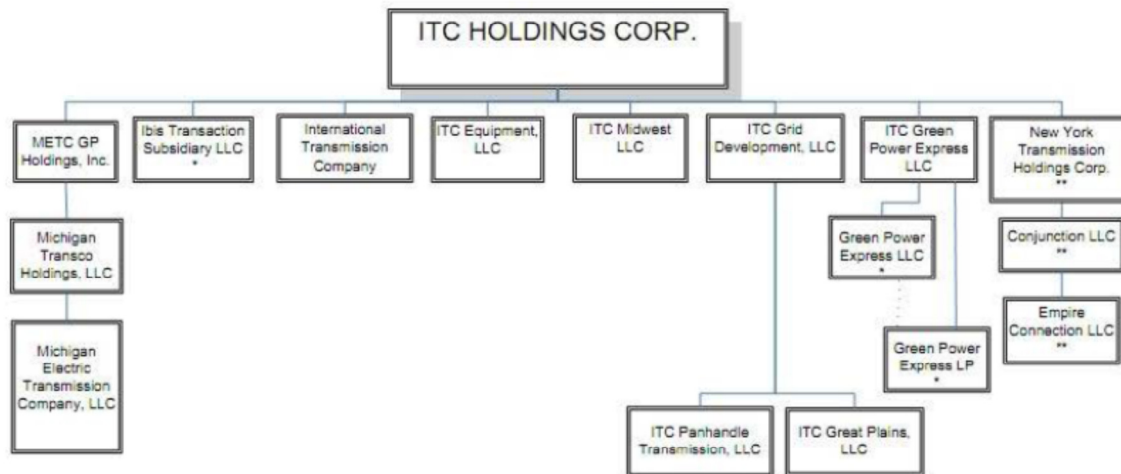 ITC HOLDINGS CORP.
METC GP
Holdings, Inc.
Ibis Transaction
Subsidiary LLC
*
International
Transmission
Company
ITC Equipment,
LLC
ITC Midwest
LLC
ITC Grid
Development, LLC
ITC Green
Power Express
LLC
New York
Transmission
Holdings Corp.
**
Michigan
Transco
Holdings, LLC
Green Power
Express LLC
*
Conjunction LLC
**
Michigan
Electric
Transmission
Company, LLC
Green Power
Express LP
*
Empire
Connection LLC
**
ITC Panhandle
Transmission, LLC
ITC Great Plains,
LLC